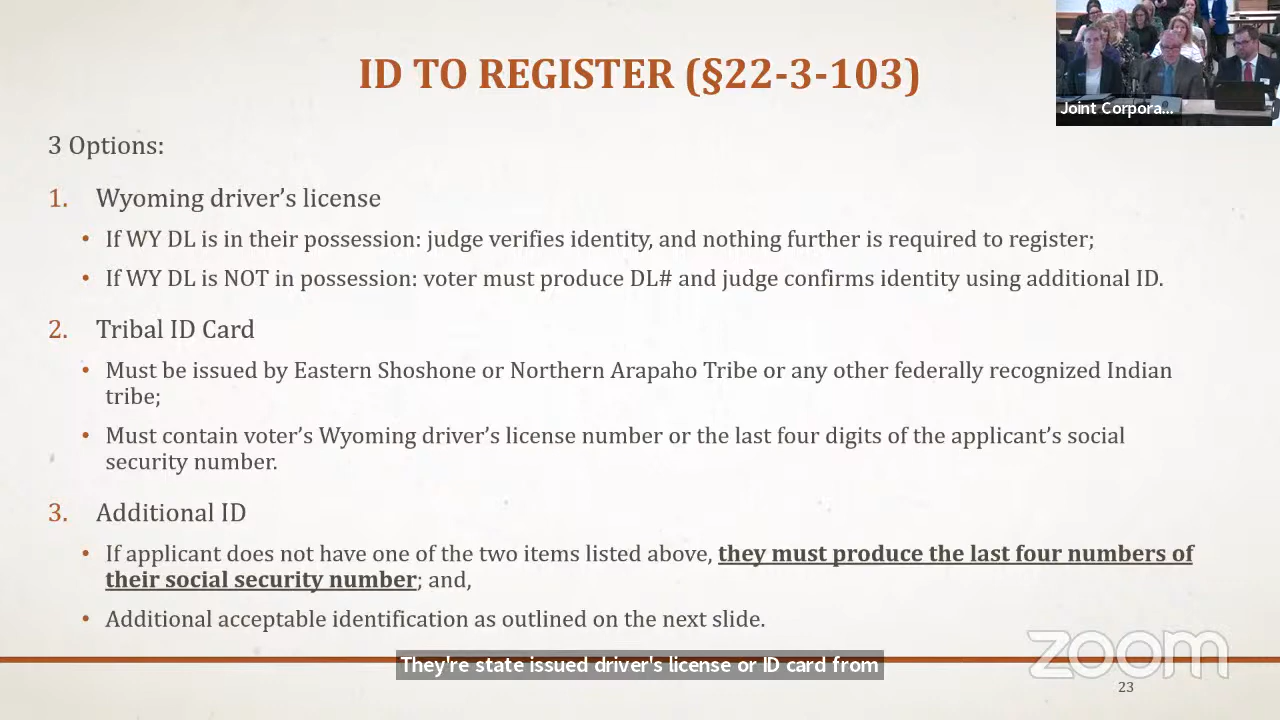 ID TO REGISTER (§22-3-103)
Joint Corpora...
3 Options:
1. Wyoming driver's license
• If WY DL is in their possession: judge verifies identity, and nothing further is required to register;
• If WY DL is NOT in possession: voter must produce DL# and judge confirms identity using additional ID.
2. Tribal ID Card
• Must be issued by Eastern Shoshone or Northern Arapaho Tribe or any other federally recognized Indian
tribe;
• Must contain voter's Wyoming driver's license number or the last four digits of the applicant's social
security number.
3. Additional ID
• If applicant does not have one of the two items listed above, they must produce the last four numbers of
their social security number; and,
• Additional acceptable identification as outlined on the next slide.
zoom
They're state issued driver's license or ID card from
23